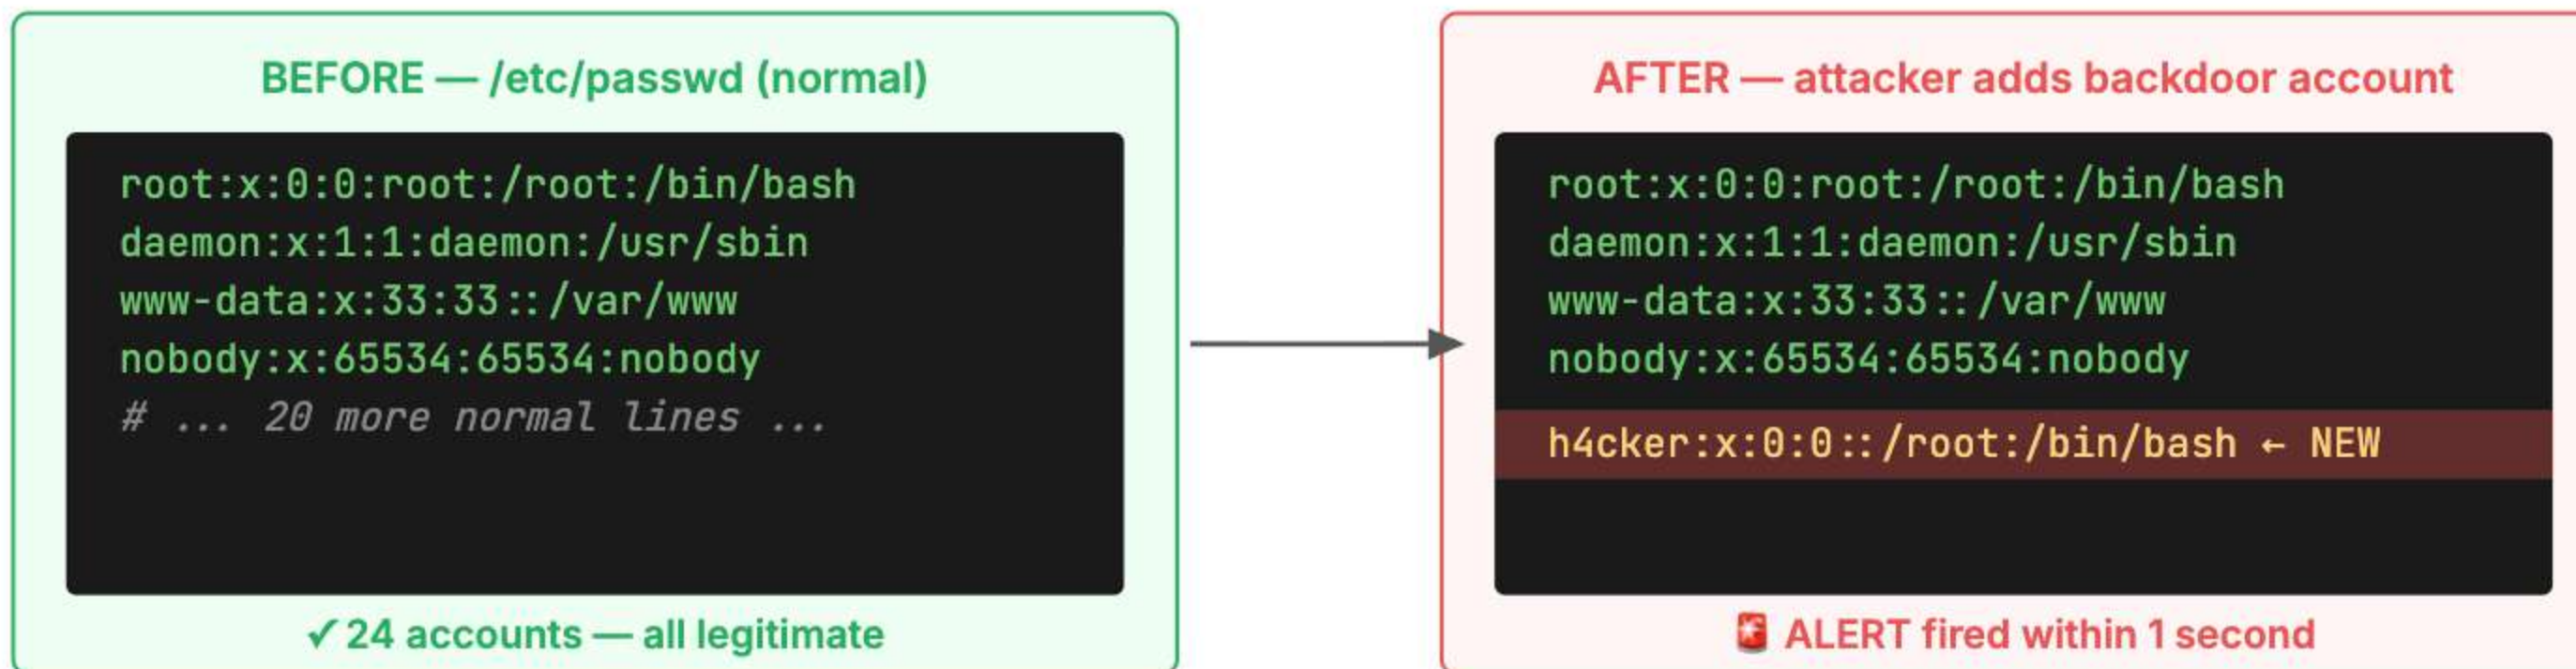 BEFORE — /etc/passwd (normal)
root:x:0:0:root:/root:/bin/bash
daemon:x:1:1:daemon:/usr/sbin
www-data:x:33:33::/var/www
nobody:x:65534:65534:nobody
# ... 20 more normal lines ...
✓ 24 accounts — all legitimate
AFTER — attacker adds backdoor account
root:x:0:0:root:/root:/bin/bash
daemon:x:1:1:daemon:/usr/sbin
www-data:x:33:33::/var/www
nobody:x:65534:65534:nobody
h4cker:x:0:0::/root:/bin/bash ← NEW
🚨 ALERT fired within 1 second